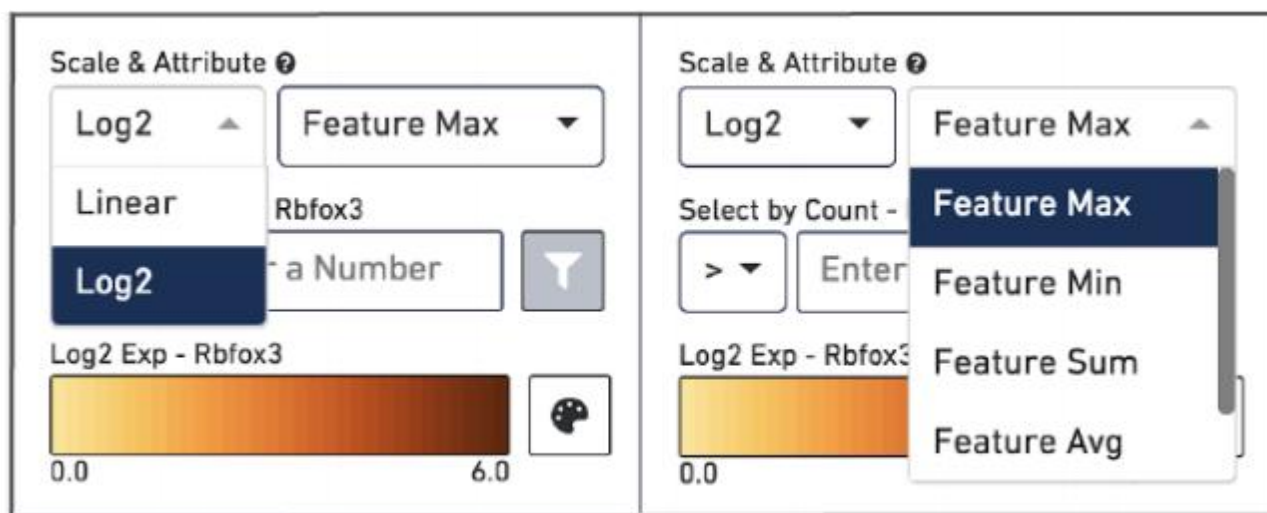 Scale & Attribute ?
Log2
Feature Max
Linear
Rbfox3
Log2
a Number
Log2 Exp - Rbfox3
0.0
6.0
Scale & Attribute ?
Log2
Feature Max
Select by Count -
Feature Max
>
Enter
Feature Min
Log2 Exp - Rbfox3
Feature Sum
0.0
Feature Avg